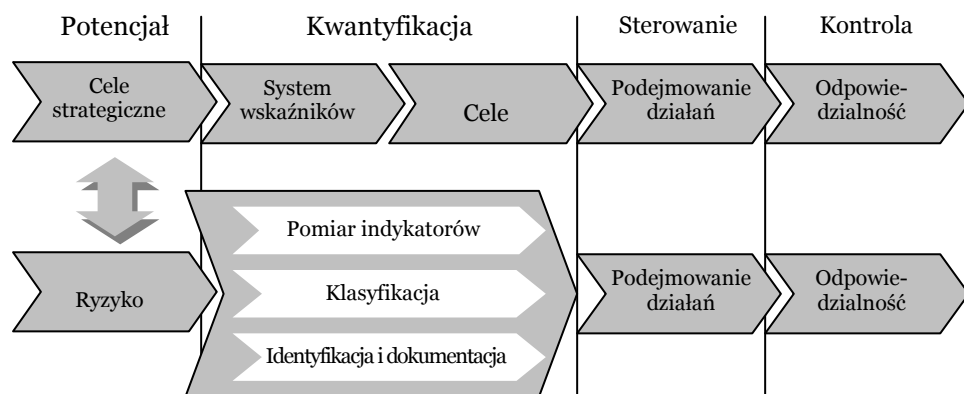 Potencjał
Kwantyfikacja
Sterowanie
Kontrola
Cele
strategiczne
System
wskaźników
Cele
Podejmowanie
działań
Odpowie-
dzialność
Pomiar indykatorów
Ryzyko
Klasyfikacja
Podejmowanie
działań
Odpowie-
dzialność
Identyfikacja i dokumentacja